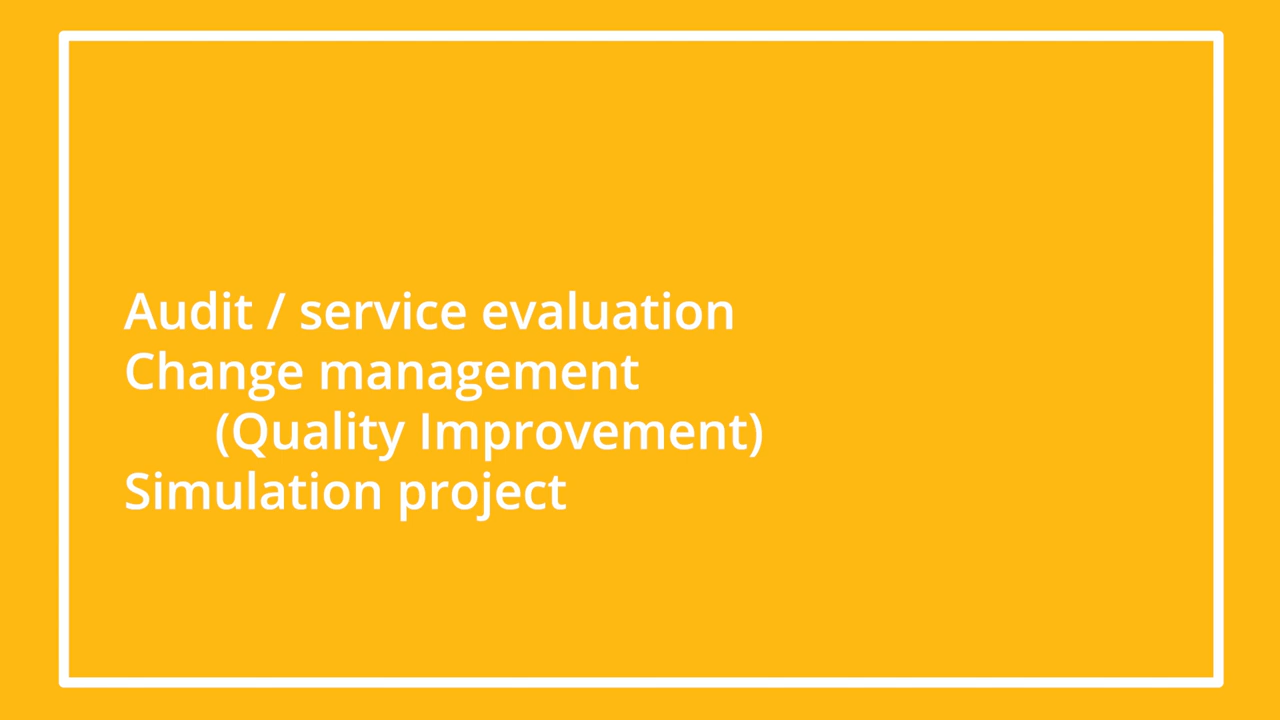 Audit / service evaluation
Change management
(Quality Improvement)
Simulation project